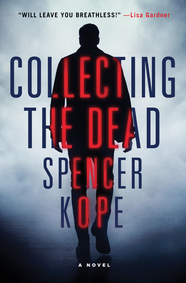 "WILL LEAVE YOU BREATHLESS!" —Lisa Gardner
COLLECTING
THE DEAD
SPENCER
KOPE
A NOVEL